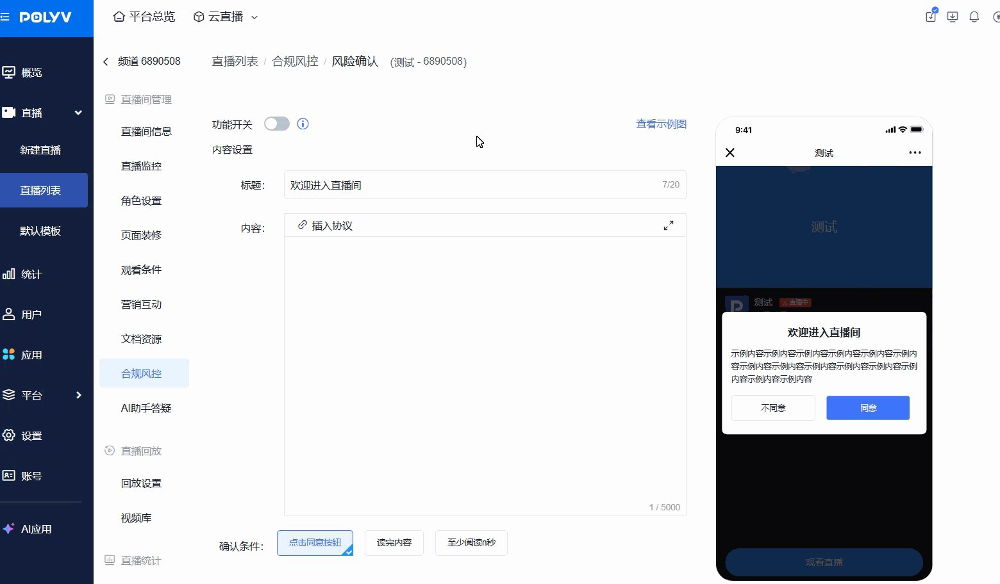 POLYV
平台总览
云直播
概览
直播
新建直播
直播列表
默认模板
统计
用户
应用
平台
设置
账号
AI应用
频道 6890508
直播间管理
直播间信息
直播监控
角色设置
页面装修
观看条件
营销互动
文档资源
合规风控
AI助手答疑
直播回放
回放设置
视频库
直播统计
直播列表 / 合规风控 / 风险确认 (测试 - 6890508)
功能开关
查看示例图
内容设置
标题:
欢迎进入直播间
7/20
内容:
插入协议
1 / 5000
确认条件:
点击同意按钮
读完内容
至少阅读n秒
9:41
测试
测试
测试
直播中
欢迎进入直播间
示例内容示例内容示例内容示例内容示例内容示例内
容示例内容示例内容示例内容示例内容示例内容示例
内容示例内容示例内容
不同意
同意
观看直播